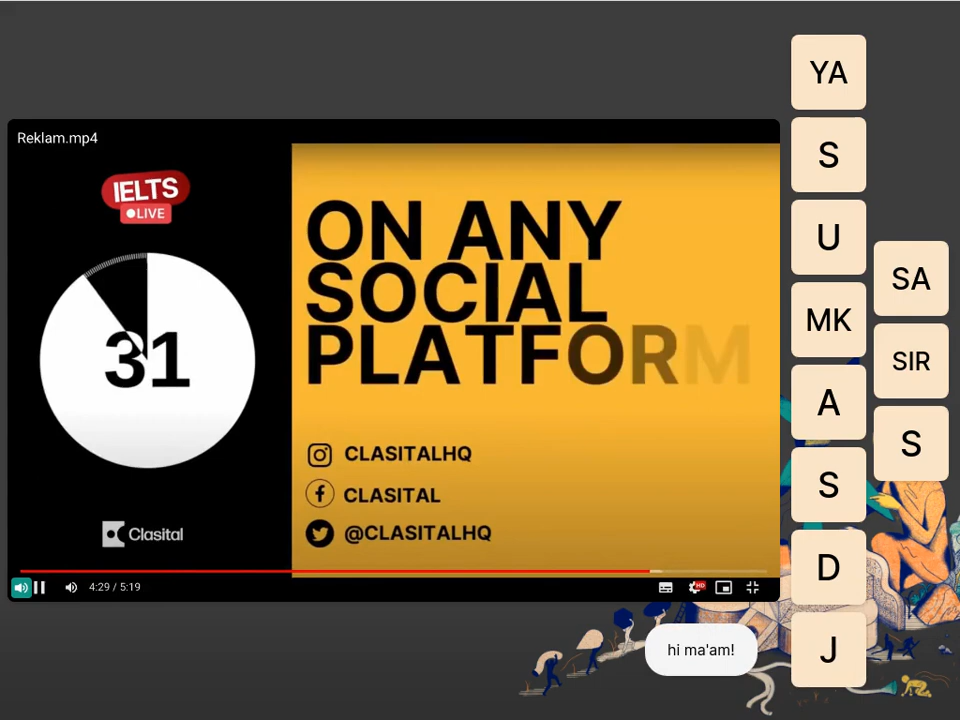 Reklam.mp4
IELTS
LIVE
31
Clasital
ON ANY
SOCIAL
PLATFORM
CLASITALHQ
CLASITAL
@CLASITALHQ
4:29 / 5:19
HD
hi ma'am!
YA
S
U
MK
A
S
D
J
SA
SIR
S